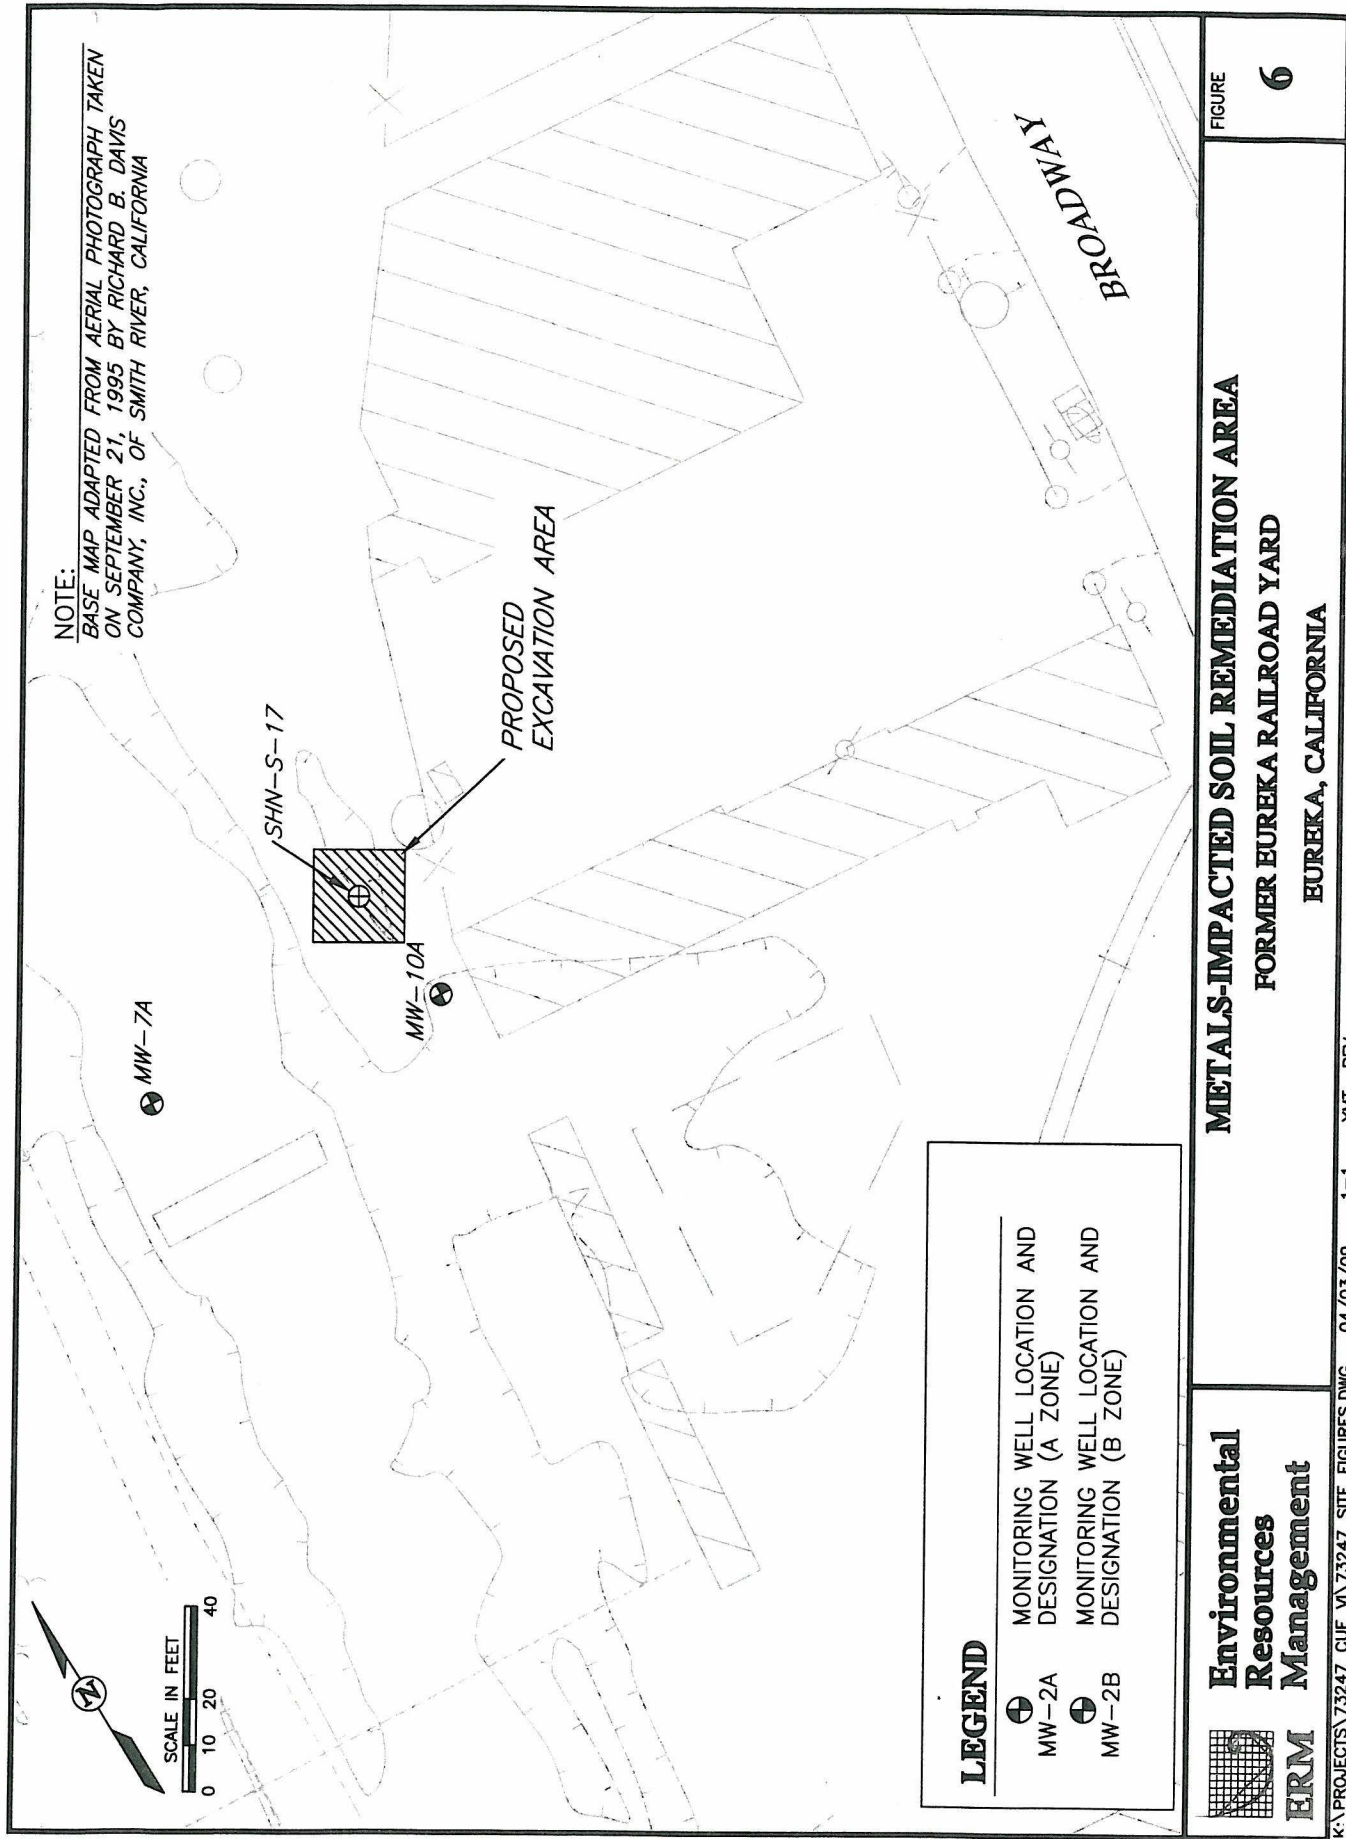 NOTE:
BASE MAP ADAPTED FROM AERIAL PHOTOGRAPH TAKEN
ON SEPTEMBER 21, 1995 BY RICHARD B. DAVIS
COMPANY, INC., OF SMITH RIVER, CALIFORNIA
N
SCALE IN FEET
0 10 20 40
MW-7A
SHN-S-17
MW-10A
PROPOSED
EXCAVATION AREA
BROADWAY
LEGEND
MW-2A MONITORING WELL LOCATION AND
DESIGNATION (A ZONE)
MW-2B MONITORING WELL LOCATION AND
DESIGNATION (B ZONE)
ERM
Environmental
Resources
Management
METALS-IMPACTED SOIL REMEDIATION AREA
FORMER EUREKA RAILROAD YARD
EUREKA, CALIFORNIA
FIGURE
6